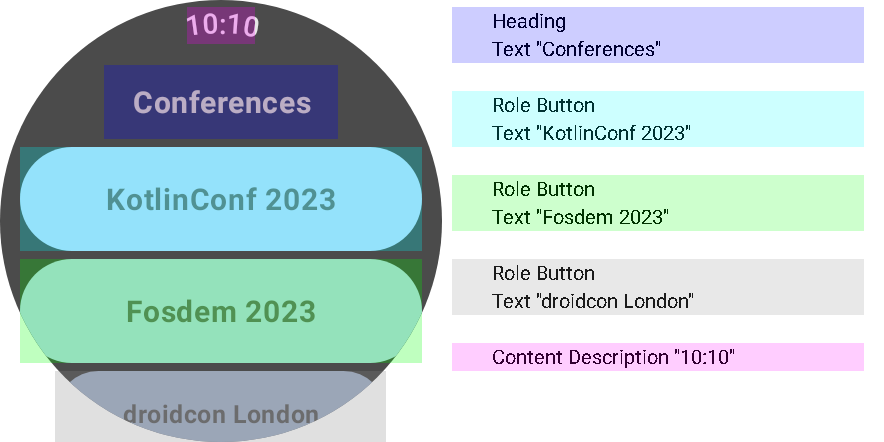 10:10
Conferences
KotlinConf 2023
Fosdem 2023
droidcon London
Heading
Text "Conferences"
Role Button
Text "KotlinConf 2023"
Role Button
Text "Fosdem 2023"
Role Button
Text "droidcon London"
Content Description "10:10"